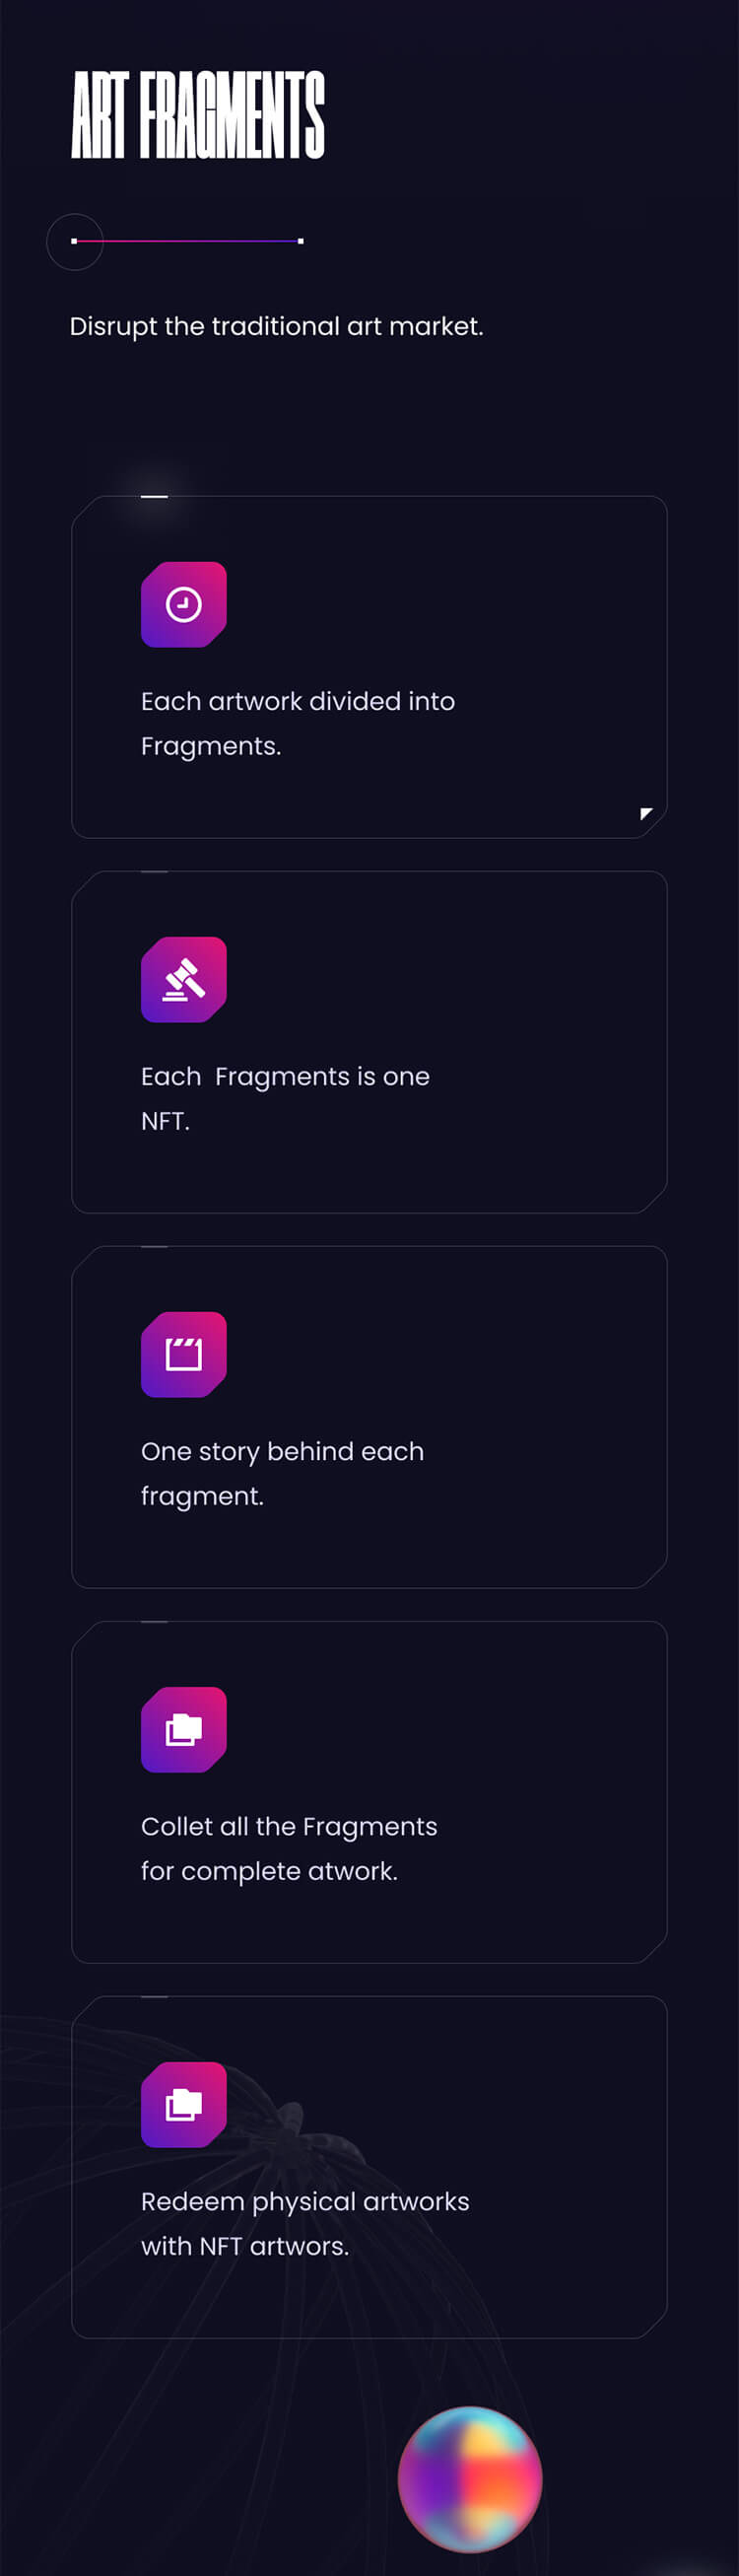 ART FRAGMENTS
Disrupt the traditional art market.
Each artwork divided into
Fragments.
Each  Fragments is one
NFT.
One story behind each
fragment.
Collet all the Fragments
for complete atwork.
Redeem physical artworks
with NFT artwors.